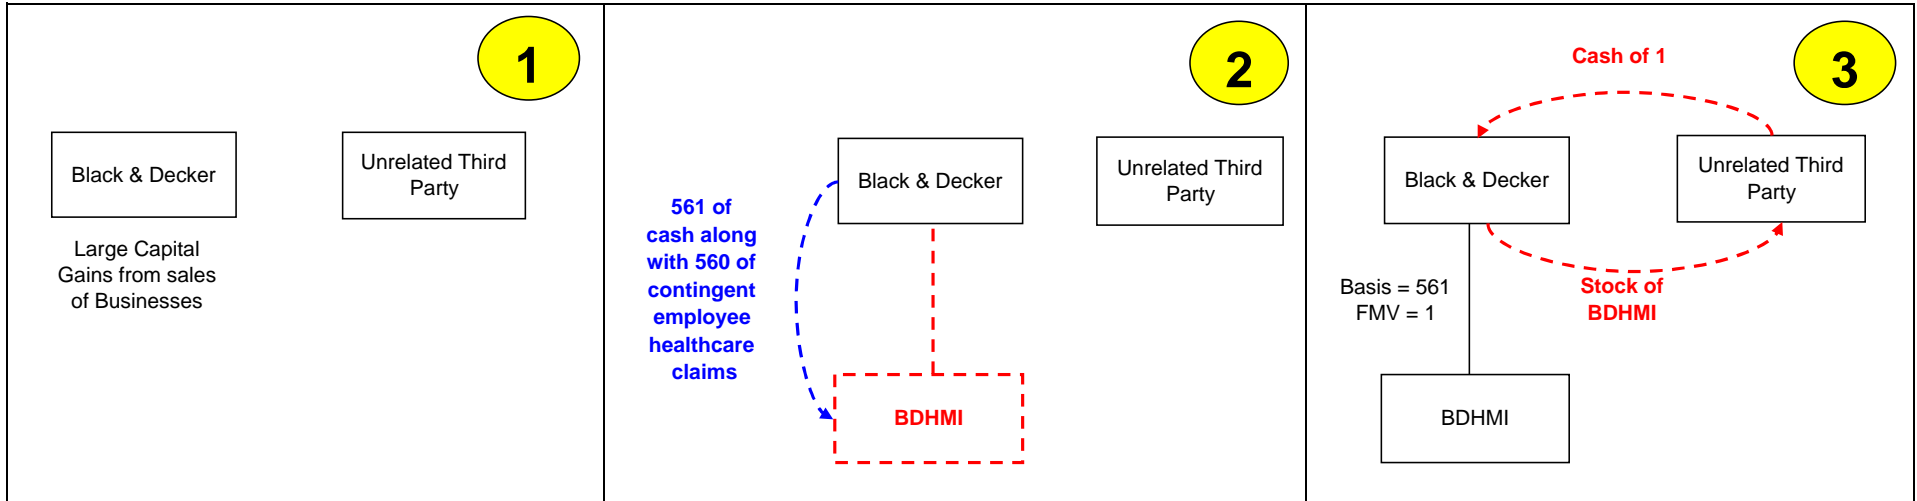 1
Black & Decker
Unrelated Third
Party
Large Capital
Gains from sales
of Businesses
2
Black & Decker
Unrelated Third
Party
561 of
cash along
with 560 of
contingent
employee
healthcare
claims
BDHMI
3
Cash of 1
Black & Decker
Unrelated Third
Party
Basis = 561
FMV = 1
Stock of
BDHMI
BDHMI